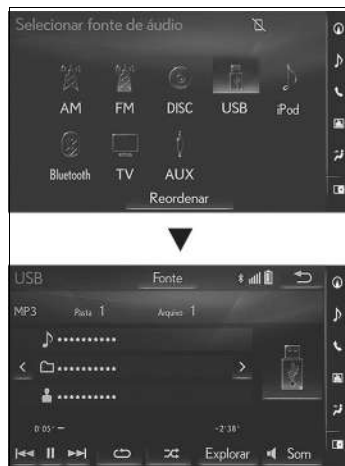 Selecionar fonte de áudio
AM FM DISC USB iPod
Bluetooth TV AUX
Reordenar
USB Fonte
MP3 Pasta 1 Arquivo 1
0'05" -2'38"
Explorar Som